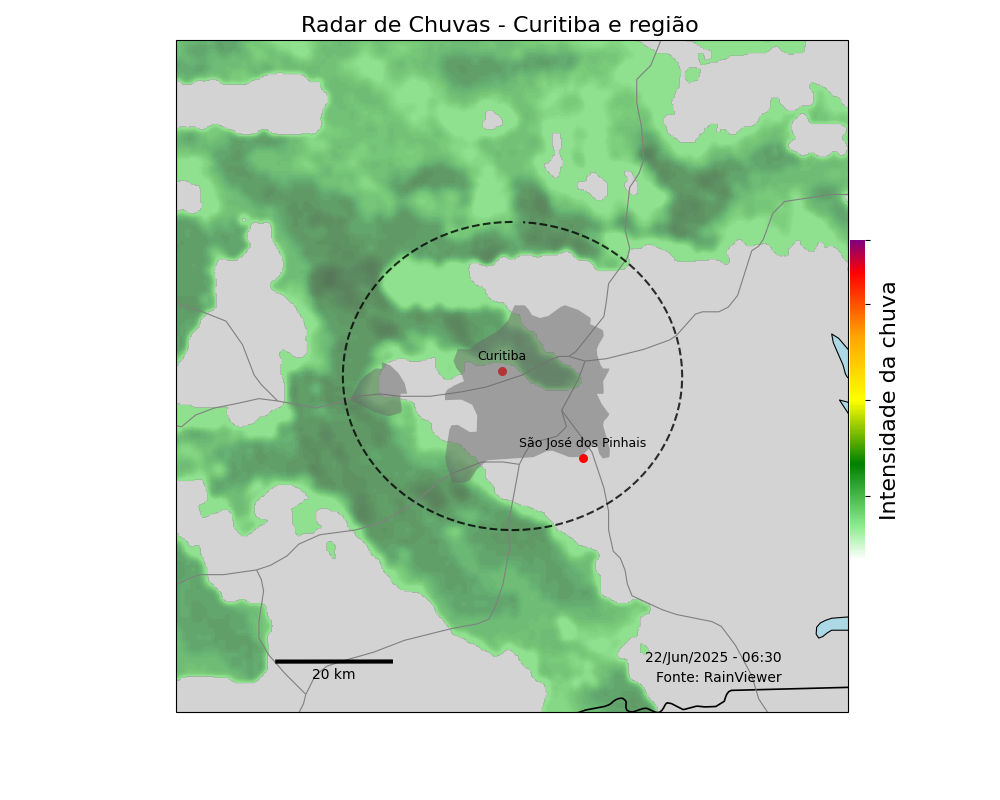 Radar de Chuvas - Curitiba e região
Curitiba
São José dos Pinhais
Intensidade da chuva
22/Jun/2025 - 06:30
Fonte: RainViewer
20 km